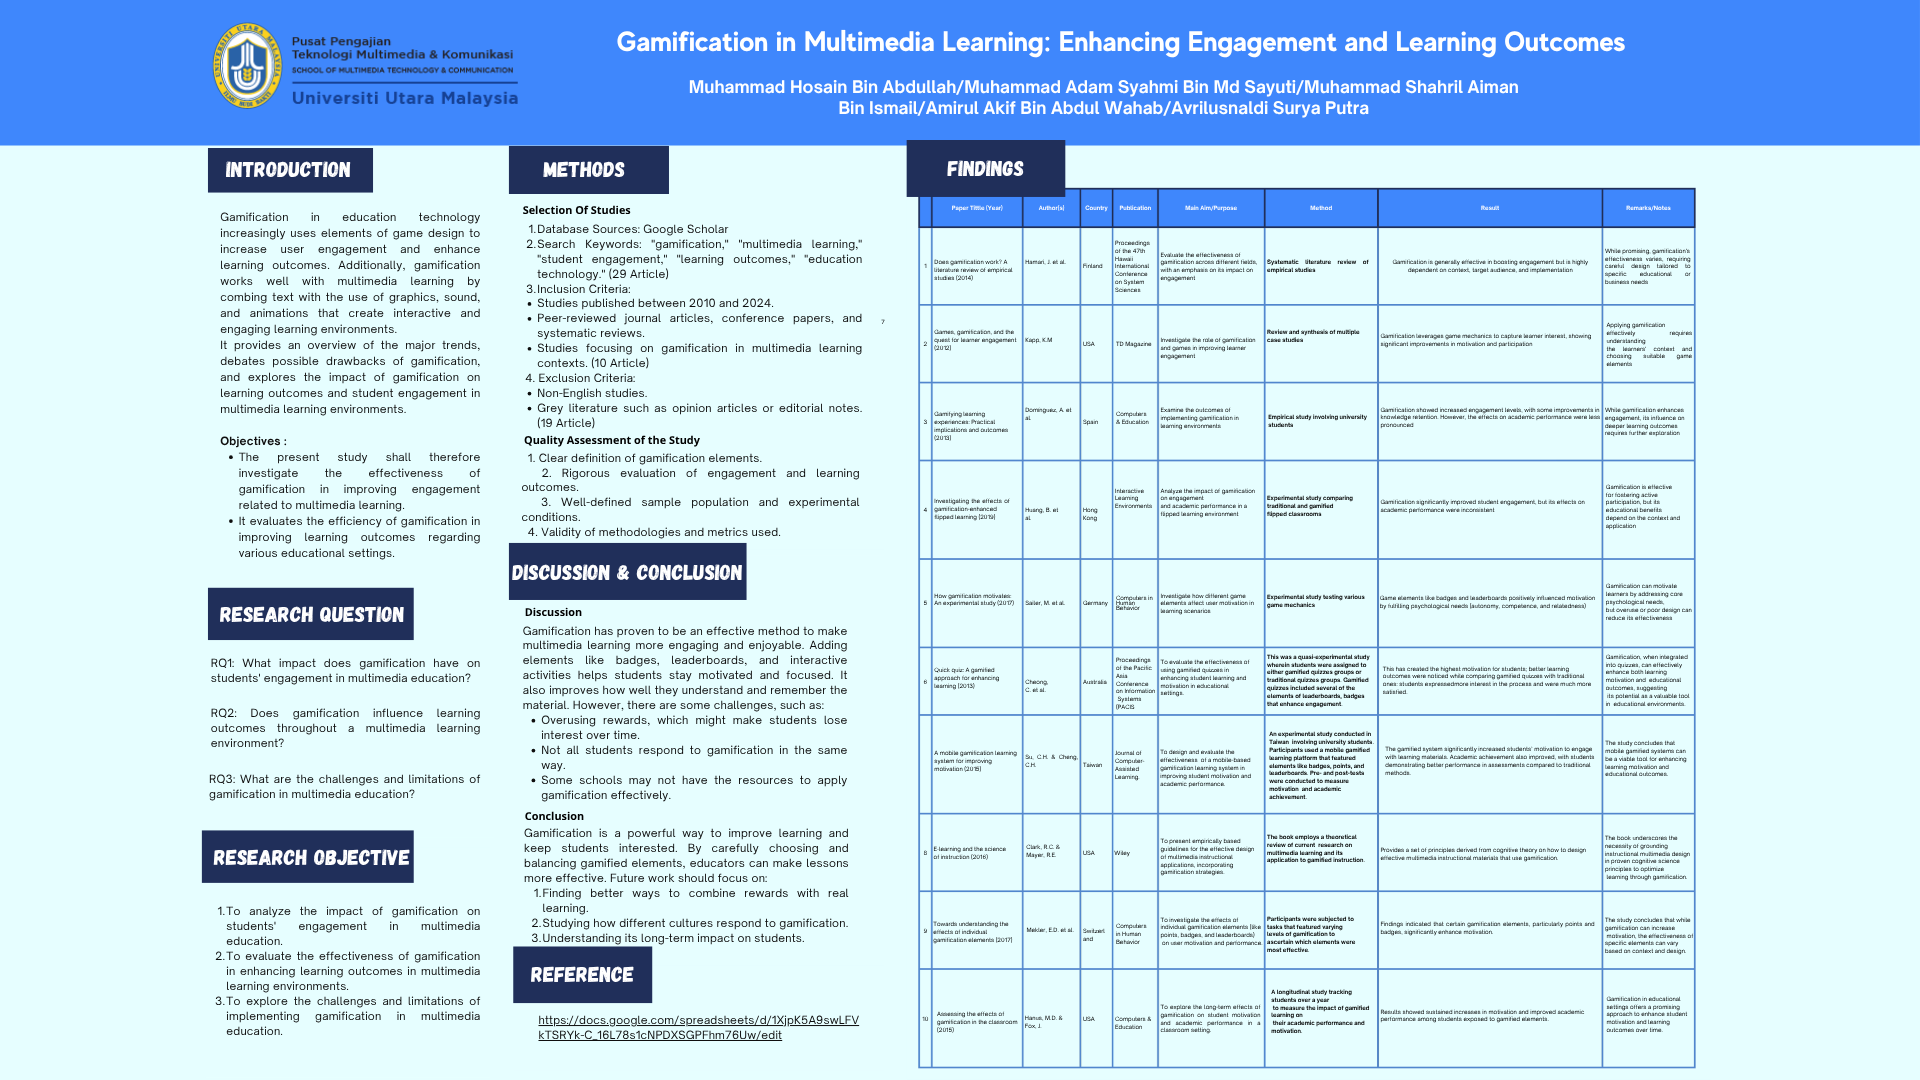 UNIVERSITI UTARA MALAYSIA
ILMU BUDI BAKTI
Pusat Pengajian
Teknologi Multimedia & Komunikasi
SCHOOL OF MULTIMEDIA TECHNOLOGY & COMMUNICATION
Universiti Utara Malaysia
Gamification in Multimedia Learning: Enhancing Engagement and Learning Outcomes
Muhammad Hosain Bin Abdullah/Muhammad Adam Syahmi Bin Md Sayuti/Muhammad Shahril Aiman
Bin Ismail/Amirul Akif Bin Abdul Wahab/Avrilusnaldi Surya Putra
INTRODUCTION
Gamification in education technology
increasingly uses elements of game design to
increase user engagement and enhance
learning outcomes. Additionally, gamification
works well with multimedia learning by
combing text with the use of graphics, sound,
and animations that create interactive and
engaging learning environments.
It provides an overview of the major trends,
debates possible drawbacks of gamification,
and explores the impact of gamification on
learning outcomes and student engagement in
multimedia learning environments.
Objectives :
• The present study shall therefore
investigate the effectiveness of
gamification in improving engagement
related to multimedia learning.
• It evaluates the efficiency of gamification in
improving learning outcomes regarding
various educational settings.
RESEARCH QUESTION
RQ1: What impact does gamification have on
students' engagement in multimedia education?
RQ2: Does gamification influence learning
outcomes throughout a multimedia learning
environment?
RQ3: What are the challenges and limitations of
gamification in multimedia education?
RESEARCH OBJECTIVE
1.To analyze the impact of gamification on
students' engagement in multimedia
education.
2.To evaluate the effectiveness of gamification
in enhancing learning outcomes in multimedia
learning environments.
3.To explore the challenges and limitations of
implementing gamification in multimedia
education.
METHODS
Selection Of Studies
1.Database Sources: Google Scholar
2.Search Keywords: "gamification," "multimedia learning,"
"student engagement," "learning outcomes," "education
technology." (29 Article)
3.Inclusion Criteria:
• Studies published between 2010 and 2024.
• Peer-reviewed journal articles, conference papers, and
systematic reviews.
• Studies focusing on gamification in multimedia learning
contexts. (10 Article)
4. Exclusion Criteria:
• Non-English studies.
• Grey literature such as opinion articles or editorial notes.
(19 Article)
Quality Assessment of the Study
1. Clear definition of gamification elements.
2. Rigorous evaluation of engagement and learning
outcomes.
3. Well-defined sample population and experimental
conditions.
4. Validity of methodologies and metrics used.
DISCUSSION & CONCLUSION
Discussion
Gamification has proven to be an effective method to make
multimedia learning more engaging and enjoyable. Adding
elements like badges, leaderboards, and interactive
activities helps students stay motivated and focused. It
also improves how well they understand and remember the
material. However, there are some challenges, such as:
• Overusing rewards, which might make students lose
interest over time.
• Not all students respond to gamification in the same
way.
• Some schools may not have the resources to apply
gamification effectively.
Conclusion
Gamification is a powerful way to improve learning and
keep students interested. By carefully choosing and
balancing gamified elements, educators can make lessons
more effective. Future work should focus on:
1.Finding better ways to combine rewards with real
learning.
2.Studying how different cultures respond to gamification.
3.Understanding its long-term impact on students.
REFERENCE
https://docs.google.com/spreadsheets/d/1XjpK5A9swLFV
kTSRYk-C_16L78s1cNPDXSGPFhm76Uw/edit
7
FINDINGS
Paper Tittle (Year) Author(s) Country Publication Main Aim/Purpose Method Result Remarks/Notes
1
Does gamification work? A
literature review of empirical
studies (2014)
Hamari, J. et al.
Finland
Proceedings
of the 47th
Hawaii
International
Conference
on System
Sciences
Evaluate the effectiveness of
gamification across different fields,
with an emphasis on its impact on
engagement
Systematic literature review of
empirical studies
Gamification is generally effective in boosting engagement but is highly
dependent on context, target audience, and implementation
While promising, gamification's
effectiveness varies, requiring
careful design tailored to
specific educational or
business needs
2
Games, gamification, and the
quest for learner engagement
(2012)
Kapp, K.M
USA
TD Magazine
Investigate the role of gamification
and games in improving learner
engagement
Review and synthesis of multiple
case studies
Gamification leverages game mechanics to capture learner interest, showing
significant improvements in motivation and participation
Applying gamification
effectively requires
understanding
the learners' context and
choosing suitable game
elements
3
Gamifying learning
experiences: Practical
implications and outcomes
(2013)
Domínguez, A. et
al.
Spain
Computers
& Education
Examine the outcomes of
implementing gamification in
learning environments
Empirical study involving university
students
Gamification showed increased engagement levels, with some improvements in
knowledge retention. However, the effects on academic performance were less
pronounced
While gamification enhances
engagement, its influence on
deeper learning outcomes
requires further exploration
4
Investigating the effects of
gamification-enhanced
flipped learning (2019)
Huang, B. et
al.
Hong
Kong
Interactive
Learning
Environments
Analyze the impact of gamification
on engagement
and academic performance in a
flipped learning environment
Experimental study comparing
traditional and gamified
flipped classrooms
Gamification significantly improved student engagement, but its effects on
academic performance were inconsistent
Gamification is effective
for fostering active
participation, but its
educational benefits
depend on the context and
application
5
How gamification motivates:
An experimental study (2017)
Sailer, M. et al.
Germany
Computers in
Human
Behavior
Investigate how different game
elements affect user motivation in
learning scenarios
Experimental study testing various
game mechanics
Game elements like badges and leaderboards positively influenced motivation
by fulfilling psychological needs (autonomy, competence, and relatedness)
Gamification can motivate
learners by addressing core
psychological needs,
but overuse or poor design can
reduce its effectiveness
6
Quick quiz: A gamified
approach for enhancing
learning (2013)
Cheong,
C. et al.
Australia
Proceedings
of the Pacific
Asia
Conference
on Information
Systems
(PACIS
To evaluate the effectiveness of
using gamified quizzes in
enhancing student learning and
motivation in educational
settings.
This was a quasi-experimental study
wherein students were assigned to
either gamified quizzes groups or
traditional quizzes groups. Gamified
quizzes included several of the
elements of leaderboards, badges
that enhance engagement.
This has created the highest motivation for students; better learning
outcomes were noticed while comparing gamified quizzes with traditional
ones: students expressedmore interest in the process and were much more
satisfied.
Gamification, when integrated
into quizzes, can effectively
enhance both learning
motivation and educational
outcomes, suggesting
its potential as a valuable tool
in educational environments.
A mobile gamification learning
system for improving
motivation (2015)
Su, C.H. & Cheng,
C.H.
Taiwan
Journal of
Computer-
Assisted
Learning.
To design and evaluate the
effectiveness of a mobile-based
gamification learning system in
improving student motivation and
academic performance.
An experimental study conducted in
Taiwan involving university students.
Participants used a mobile gamified
learning platform that featured
elements like badges, points, and
leaderboards. Pre- and post-tests
were conducted to measure
motivation and academic
achievement.
The gamified system significantly increased students' motivation to engage
with learning materials. Academic achievement also improved, with students
demonstrating better performance in assessments compared to traditional
methods.
The study concludes that
mobile gamified systems can
be a viable tool for enhancing
learning motivation and
educational outcomes.
8
E-learning and the science
of instruction (2016)
Clark, R.C. &
Mayer, R.E.
USA
Wiley
To present empirically based
guidelines for the effective design
of multimedia instructional
applications, incorporating
gamification strategies.
The book employs a theoretical
review of current research on
multimedia learning and its
application to gamified instruction.
Provides a set of principles derived from cognitive theory on how to design
effective multimedia instructional materials that use gamification.
The book underscores the
necessity of grounding
instructional multimedia design
in proven cognitive science
principles to optimize
learning through gamification.
9
Towards understanding the
effects of individual
gamification elements (2017)
Mekler, E.D. et al.
Switzerl
and
Computers
in Human
Behavior
To investigate the effects of
individual gamification elements (like
points, badges, and leaderboards)
on user motivation and performance.
Participants were subjected to
tasks that featured varying
levels of gamification to
ascertain which elements were
most effective.
Findings indicated that certain gamification elements, particularly points and
badges, significantly enhance motivation.
The study concludes that while
gamification can increase
motivation, the effectiveness of
specific elements can vary
based on context and design.
10
Assessing the effects of
gamification in the classroom
(2015)
Hanus, M.D. &
Fox, J.
USA
Computers &
Education
To explore the long-term effects of
gamification on student motivation
and academic performance in a
classroom setting.
A longitudinal study tracking
students over a year
to measure the impact of gamified
learning on
their academic performance and
motivation.
Results showed sustained increases in motivation and improved academic
performance among students exposed to gamified elements.
Gamification in educational
settings offers a promising
approach to enhance student
motivation and learning
outcomes over time.